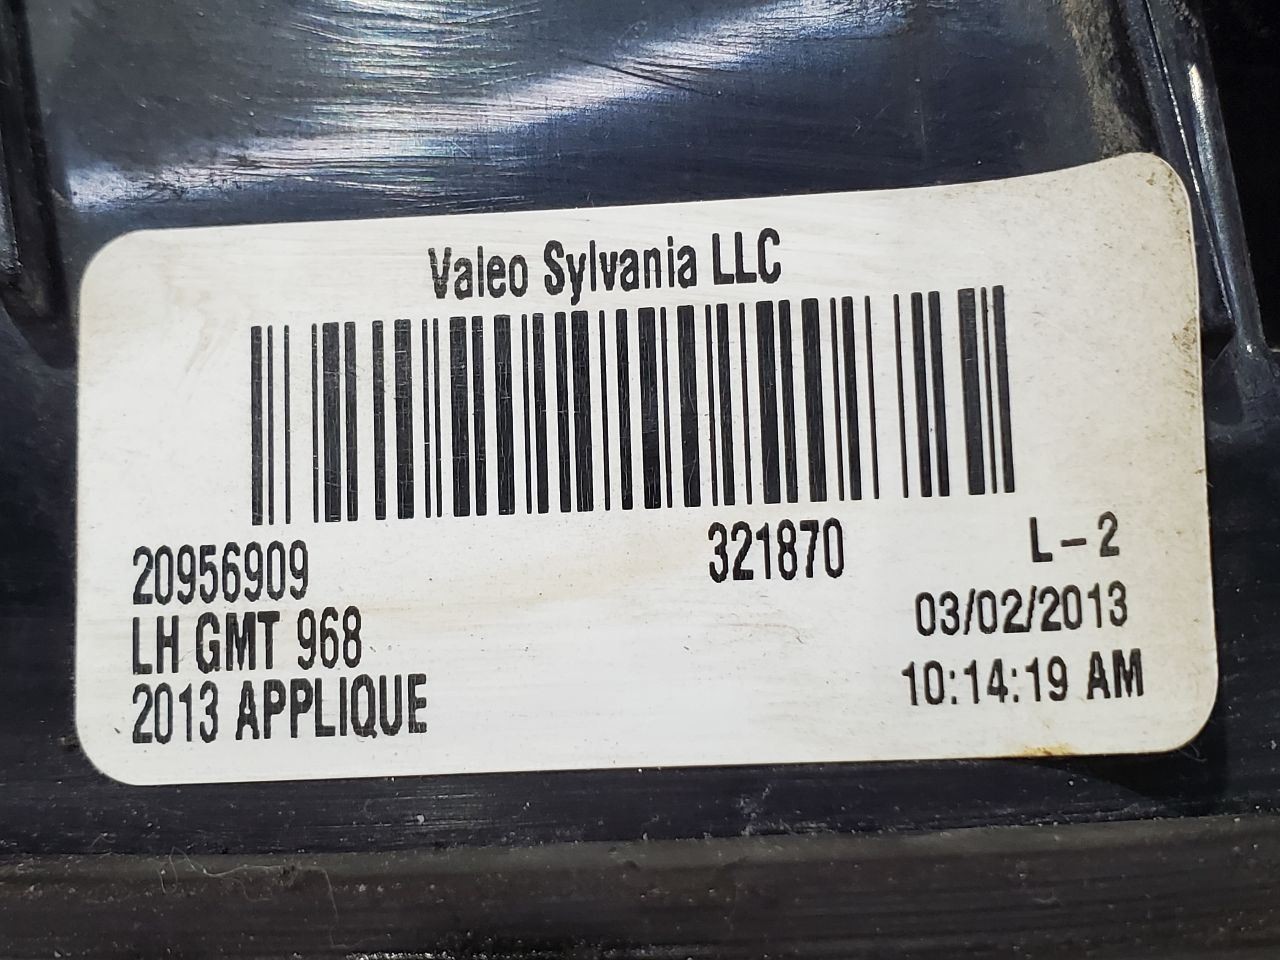 Valeo Sylvania LLC
20956909 321870 L-2
LH GMT 968 03/02/2013
2013 APPLIQUE 10:14:19 AM